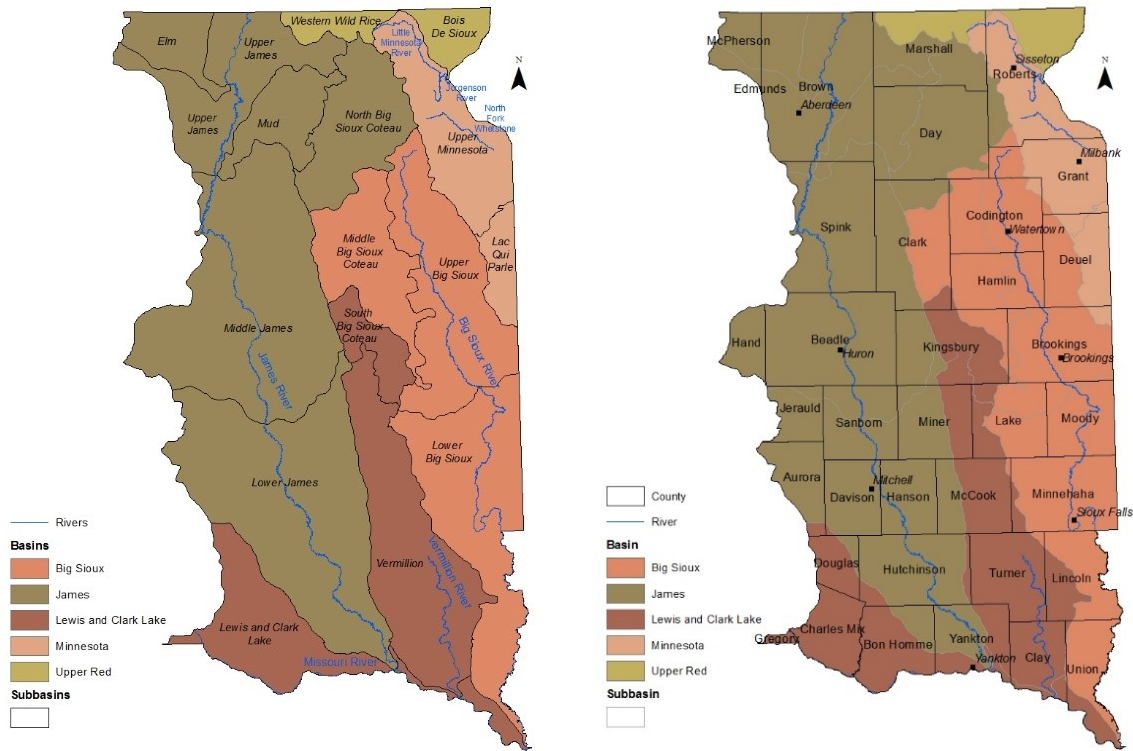 Western Wild Rice
Bois
De Sioux
Elm
Upper
James
Little
Minnesota
River
N
Jorgenson
River
North
Fork
Whetstone
Upper
James
Mud
North Big
Sioux Coteau
Upper
Minnesota
Middle
Big Sioux
Coteau
Upper
Big Sioux
Lac
Qui
Parle
South
Big Sioux
Coteau
Middle James
James River
Big Sioux River
Lower
Big Sioux
Lower James
Vermillion
Vermillion River
Lewis and Clark
Lake
Missouri River
Rivers
Basins
Big Sioux
James
Lewis and Clark Lake
Minnesota
Upper Red
Subbasins
McPherson
Marshall
Sisseton
Roberts
N
Edmunds
Brown
Aberdeen
Day
Milbank
Grant
Codington
Watertown
Spink
Clark
Deuel
Hamlin
Hand
Beadle
Huron
Kingsbury
Brookings
Brookings
Jerauld
Sanborn
Miner
Lake
Moody
Aurora
Mitchell
Davison
Hanson
McCook
Minnehaha
Sioux Falls
Douglas
Hutchinson
Turner
Lincoln
Gregory
Charles Mix
Bon Homme
Yankton
Yankton
Clay
Union
County
River
Basin
Big Sioux
James
Lewis and Clark Lake
Minnesota
Upper Red
Subbasin